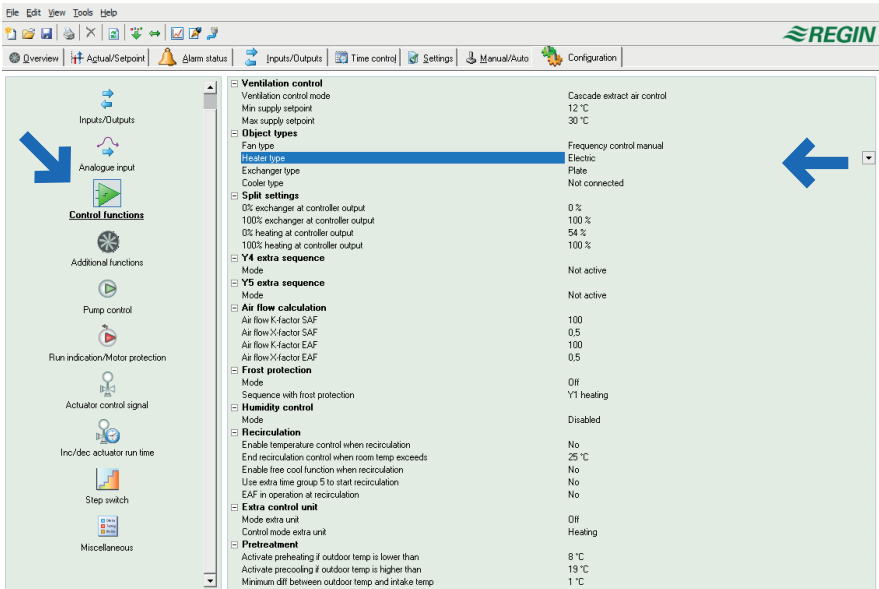 File Edit View Tools Help
REGIN
Overview Actual/Setpoint Alarm status Inputs/Outputs Time control Settings Manual/Auto Configuration
Inputs/Outputs
Analogue input
Control functions
Additional functions
Pump control
Run indication/Motor protection
Actuator control signal
Inc/dec actuator run time
Step switch
Miscellaneous
Ventilation control
Ventilation control mode Cascade extract air control
Min supply setpoint 12 °C
Max supply setpoint 30 °C
Object types
Fan type Frequency control manual
Heater type Electric
Exchanger type Plate
Cooler type Not connected
Split settings
0% exchanger at controller output 0 %
100% exchanger at controller output 100 %
0% heating at controller output 54 %
100% heating at controller output 100 %
Y4 extra sequence
Mode Not active
Y5 extra sequence
Mode Not active
Air flow calculation
Air flow K-factor SAF 100
Air flow X-factor SAF 0,5
Air flow K-factor EAF 100
Air flow X-factor EAF 0,5
Frost protection
Mode Off
Sequence with frost protection Y1 heating
Humidity control
Mode Disabled
Recirculation
Enable temperature control when recirculation No
End recirculation control when room temp exceeds 25 °C
Enable free cool function when recirculation No
Use extra time group 5 to start recirculation No
EAF in operation at recirculation No
Extra control unit
Mode extra unit Off
Control mode extra unit Heating
Pretreatment
Activate preheating if outdoor temp is lower than 8 °C
Activate precooling if outdoor temp is higher than 19 °C
Minimum diff between outdoor temp and intake temp 1 °C